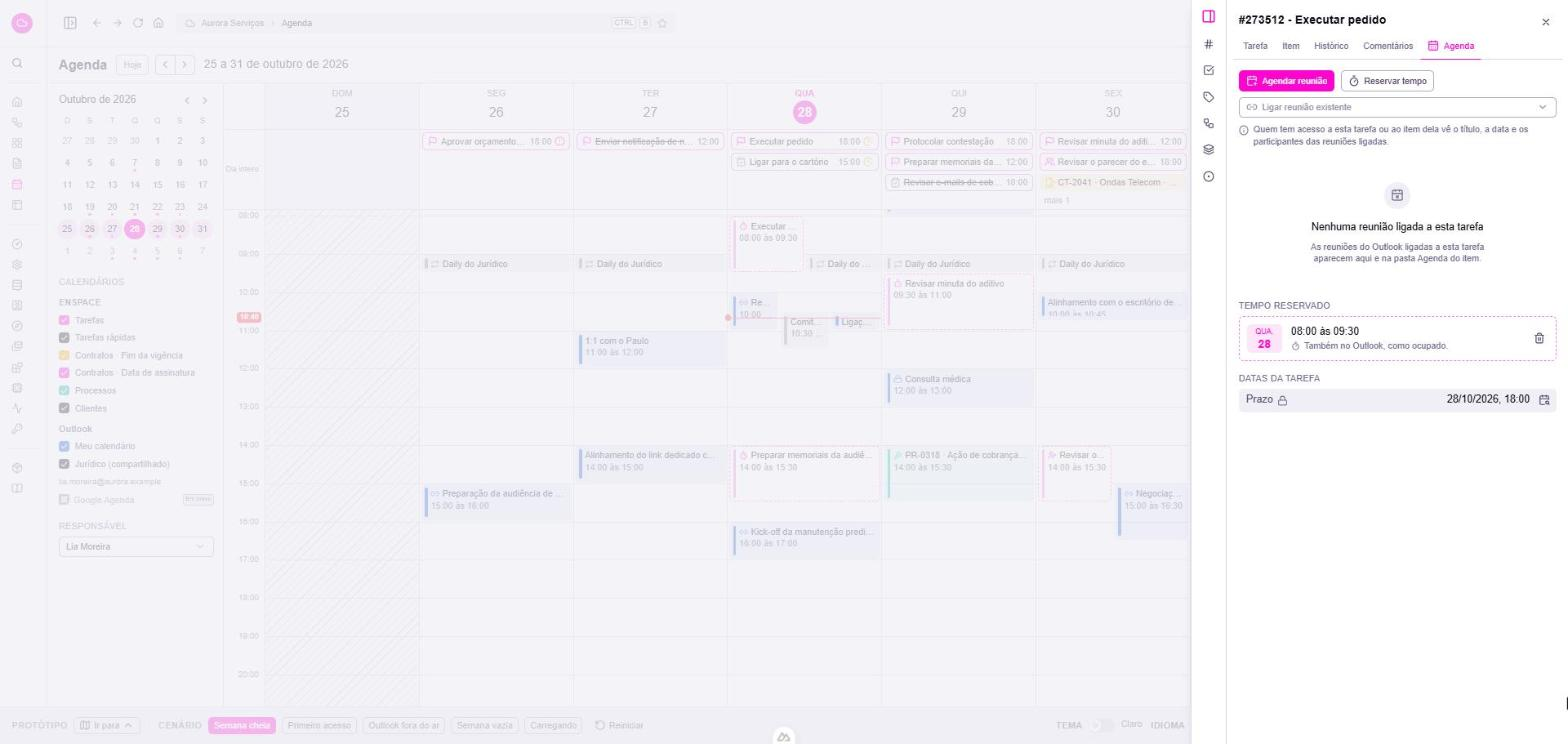 Aurora Serviços > Agenda CTRL B
Agenda Hoje 25 a 31 de outubro de 2026
Outubro de 2026
D S T Q Q S S
27 28 29 30 1 2 3
4 5 6 7 8 9 10
11 12 13 14 15 16 17
18 19 20 21 22 23 24
25 26 27 28 29 30 31
1 2 3 4 5 6 7
CALENDÁRIOS
ENSPACE
Tarefas
Tarefas rápidas
Contratos · Fim da vigência
Contratos · Data de assinatura
Processos
Clientes
Outlook
Meu calendário
Jurídico (compartilhado)
lia.moreira@aurora.example
Google Agenda Em breve
RESPONSÁVEL
Lia Moreira
DOM SEG TER QUA QUI SEX
25 26 27 28 29 30
Dia inteiro
Aprovar orçamento... 18:00
Enviar notificação de n... 12:00
Executar pedido 18:00
Ligar para o cartório 15:00
Protocolar contestação 18:00
Preparar memoriais da... 12:00
Revisar e-mails de cob... 18:00
Revisar minuta do aditi... 12:00
Revisar o parecer do e... 18:00
CT-2041 · Ondas Telecom · ...
mais 1
08:00
09:00
10:00
10:40
11:00
12:00
13:00
14:00
15:00
16:00
17:00
18:00
19:00
20:00
Daily do Jurídico
Preparação da audiência de ...
15:00 às 16:00
Daily do Jurídico
1:1 com o Paulo
11:00 às 12:00
Alinhamento do link dedicado c...
14:00 às 15:00
Executar ...
08:00 às 09:30
Daily do ...
Re...
10:00
Comit...
10:30 ...
Ligaç...
Preparar memoriais da audiê...
14:00 às 15:30
Kick-off da manutenção predi...
16:00 às 17:00
Daily do Jurídico
Revisar minuta do aditivo
09:30 às 11:00
Consulta médica
12:00 às 13:00
PR-0318 · Ação de cobrança...
14:00 às 15:30
Daily do Jurídico
Alinhamento com o escritório de...
10:00 às 10:45
Revisar o...
14:00 às 15:30
Negociaç...
15:00 às 16:30
PROTÓTIPO Ir para CENÁRIO Semana cheia Primeiro acesso Outlook fora do ar Semana vazia Carregando Reiniciar TEMA Claro IDIOMA
#273512 - Executar pedido
Tarefa Item Histórico Comentários Agenda
Agendar reunião Reservar tempo
Ligar reunião existente
Quem tem acesso a esta tarefa ou ao item dela vê o título, a data e os
participantes das reuniões ligadas.
Nenhuma reunião ligada a esta tarefa
As reuniões do Outlook ligadas a esta tarefa
aparecem aqui e na pasta Agenda do item.
TEMPO RESERVADO
QUA.
28
08:00 às 09:30
Também no Outlook, como ocupado.
DATAS DA TAREFA
Prazo 28/10/2026, 18:00